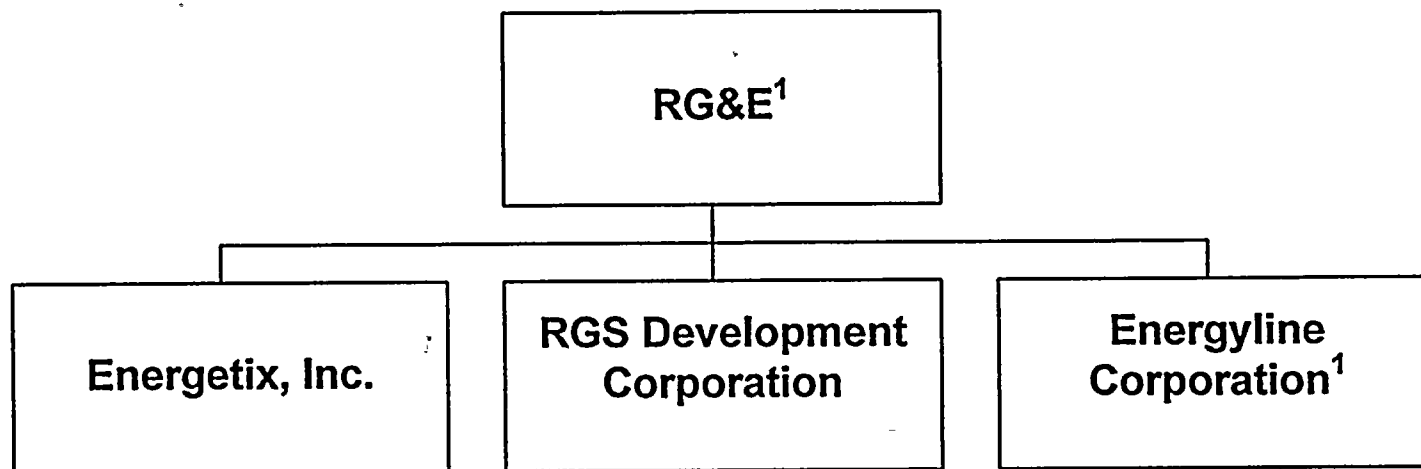 RG&E¹
Energetix, Inc.
RGS Development
Corporation
Energyline
Corporation¹